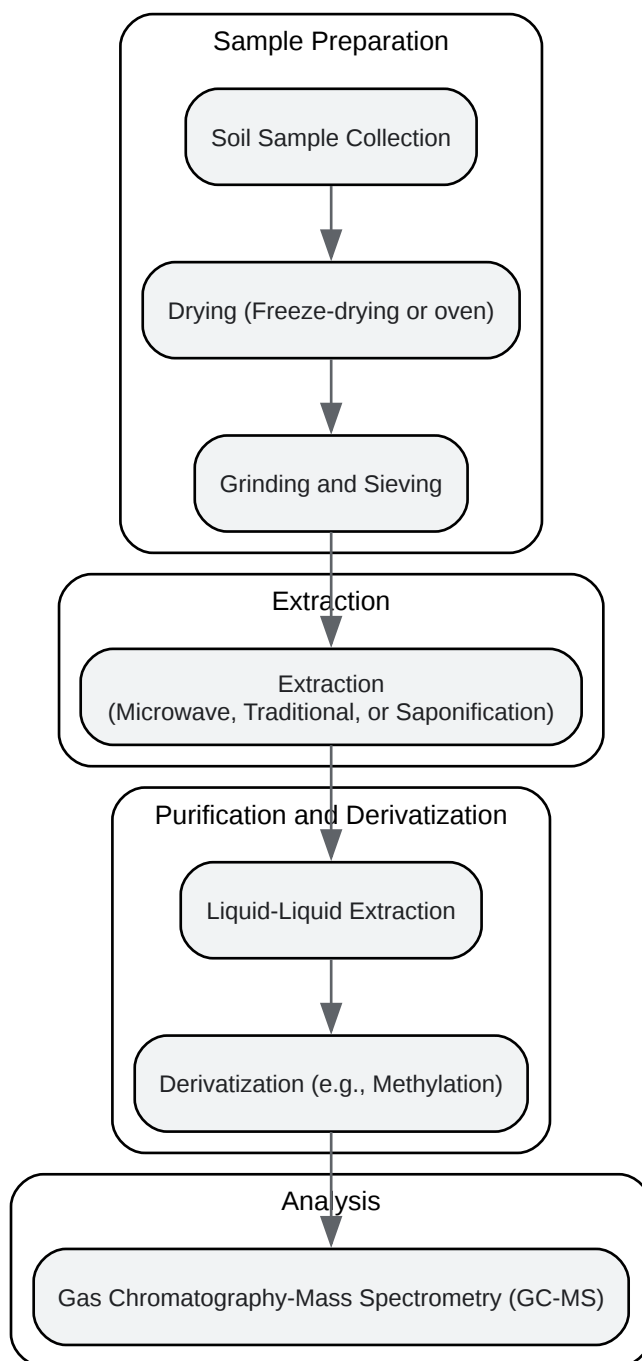 Sample Preparation
Soil Sample Collection
Drying (Freeze-drying or oven)
Grinding and Sieving
Extraction
Extraction
(Microwave, Traditional, or Saponification)
Purification and Derivatization
Liquid-Liquid Extraction
Derivatization (e.g., Methylation)
Analysis
Gas Chromatography-Mass Spectrometry (GC-MS)